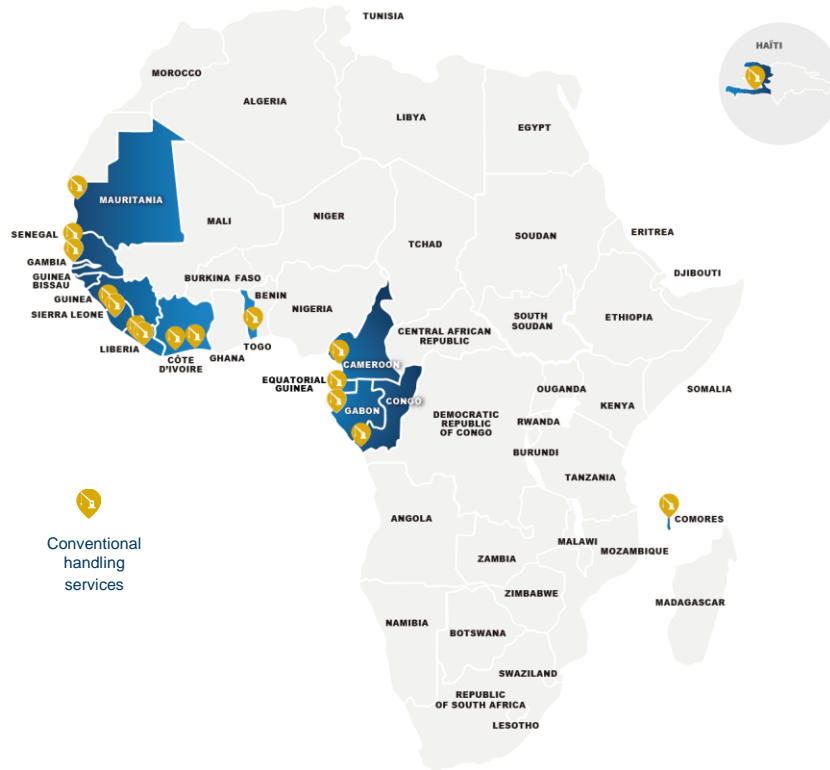 TUNISIA
HAÏTI
MOROCCO
ALGERIA
LIBYA
EGYPT
MAURITANIA
MALI
NIGER
SENEGAL
TCHAD
SOUDAN
ERITREA
GAMBIA
DJIBOUTI
GUINEA
BISSAU
BURKINA FASO
BENIN
GUINEA
NIGERIA
SIERRA LEONE
SOUTH
SOUDAN
ETHIOPIA
CENTRAL AFRICAN
REPUBLIC
LIBERIA
TOGO
CÔTE
D'IVOIRE
GHANA
CAMEROON
EQUATORIAL
GUINEA
OUGANDA
SOMALIA
CONGO
GABON
KENYA
DEMOCRATIC
REPUBLIC
OF CONGO
RWANDA
BURUNDI
TANZANIA
ANGOLA
COMORES
Conventional
handling
services
MALAWI
MOZAMBIQUE
ZAMBIA
ZIMBABWE
MADAGASCAR
NAMIBIA
BOTSWANA
SWAZILAND
REPUBLIC
OF SOUTH AFRICA
LESOTHO